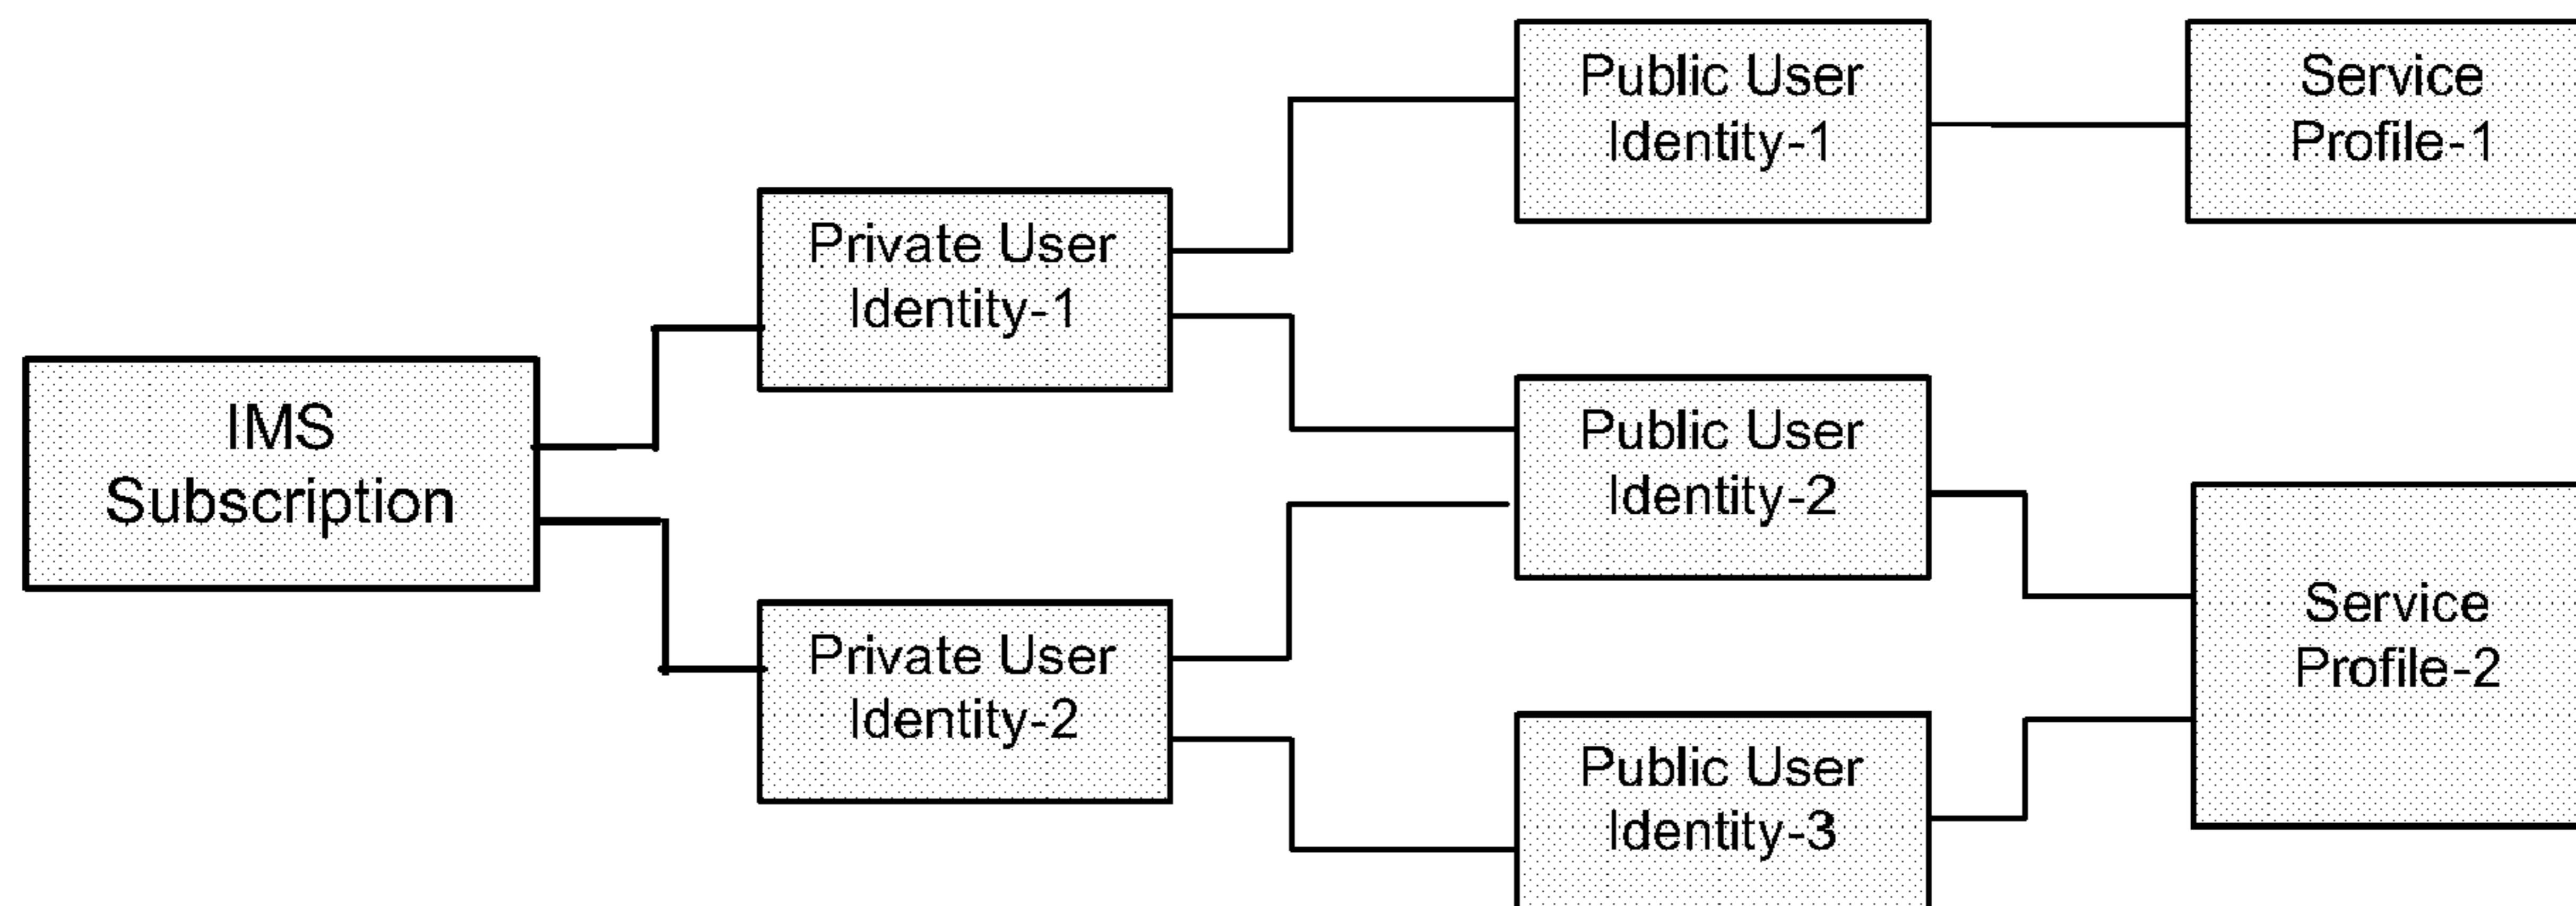 Public User
Identity-1
Service
Profile-1
Private User
Identity-1
IMS
Subscription
Public User
Identity-2
Service
Profile-2
Private User
Identity-2
Public User
Identity-3